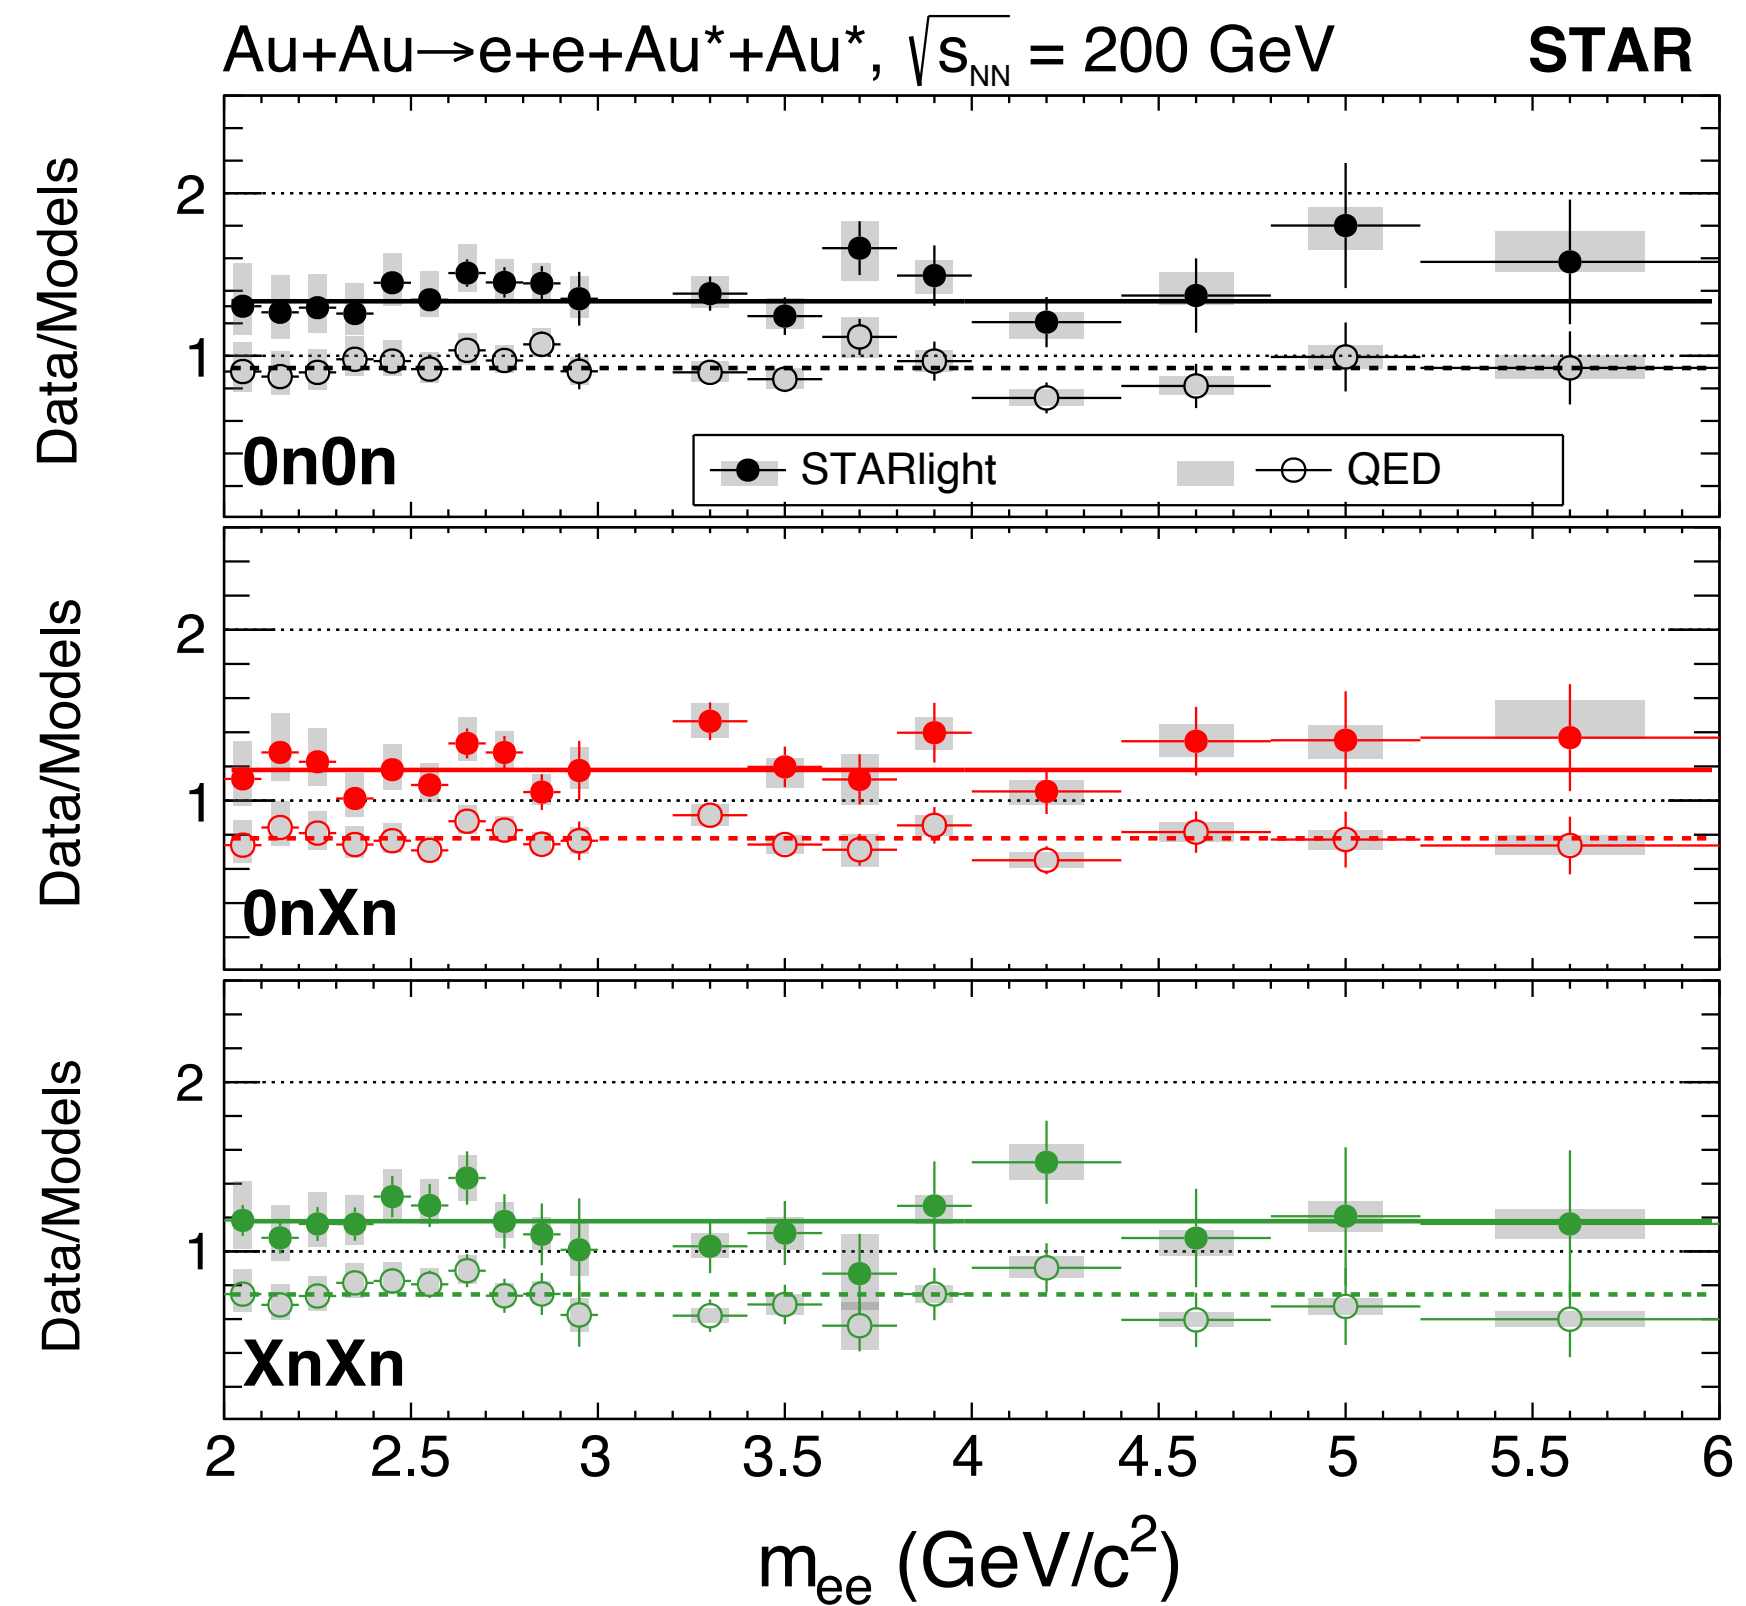 Au+Au→e+e+Au*+Au*, √s_NN = 200 GeV STAR
Data/Models
2
1
0n0n
STARlight QED
Data/Models
2
1
0nXn
Data/Models
2
1
XnXn
2 2.5 3 3.5 4 4.5 5 5.5 6
m_ee (GeV/c²)